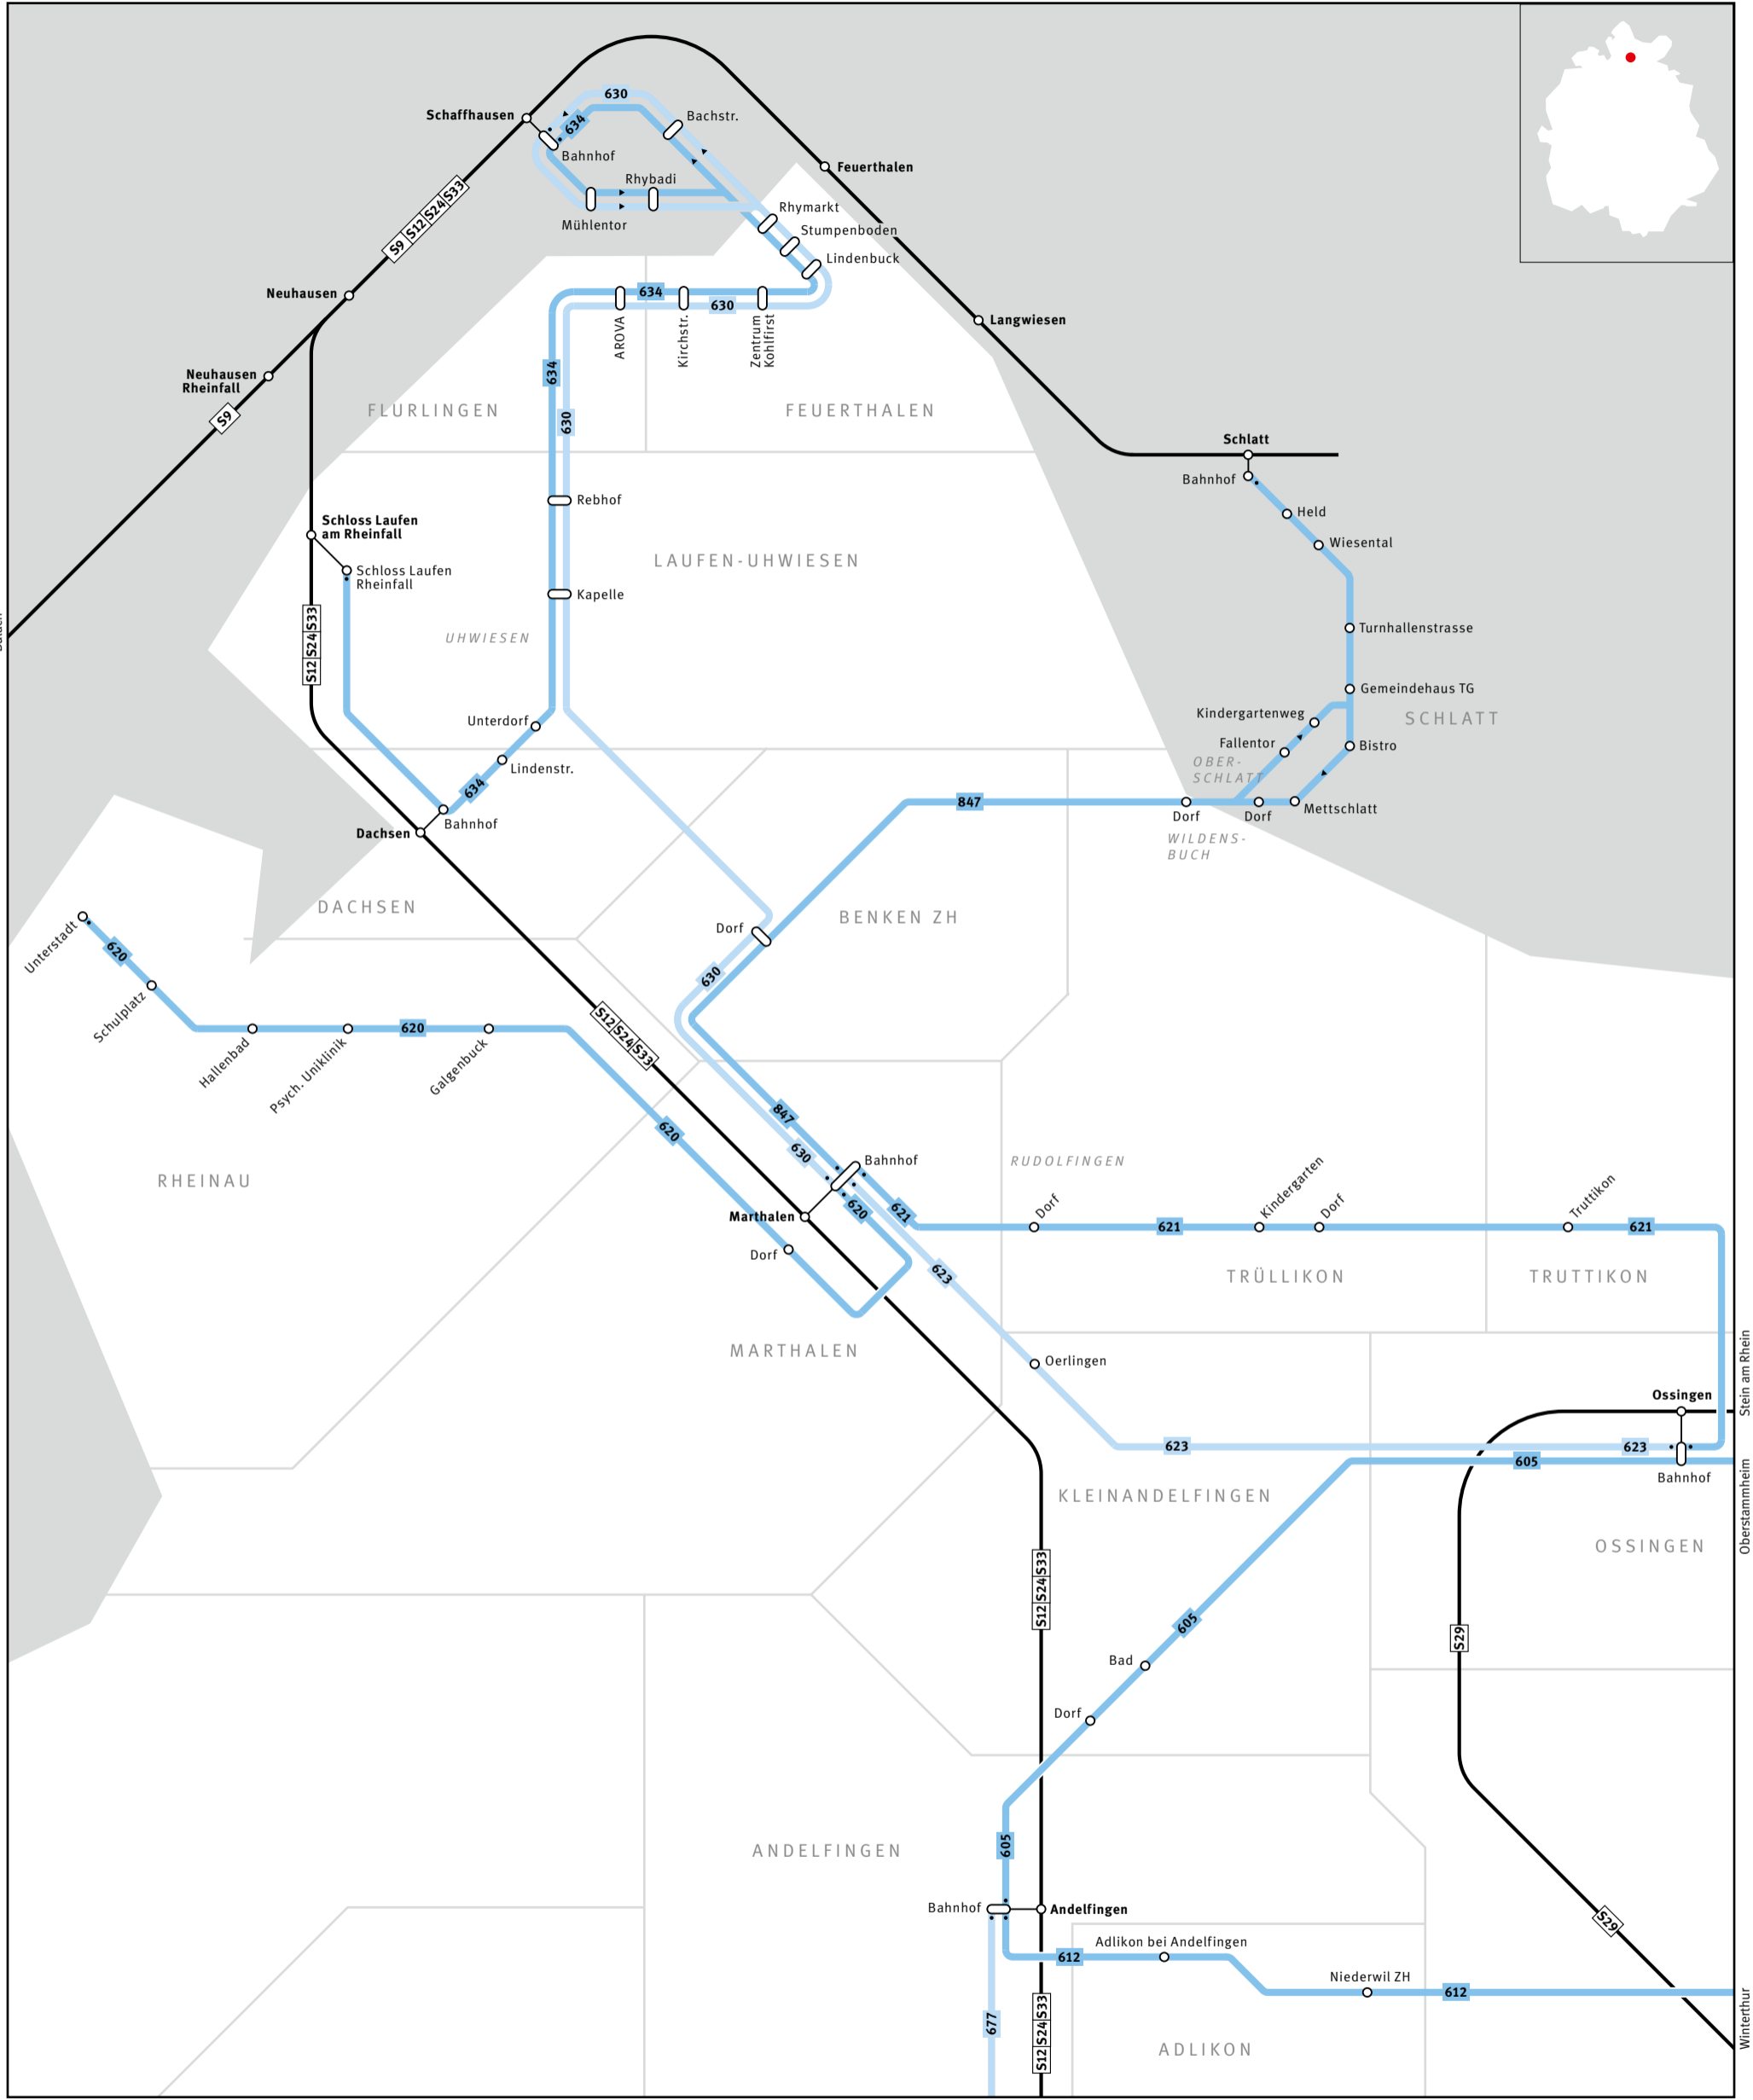 630
Schaffhausen
634
Bachstr.
Bahnhof
Feuerthalen
Rhybadi
S9 S12 S24 S33
Mühlentor
Rhymarkt
Stumpenboden
Lindenbuck
Neuhausen
634
630
Langwiesen
AROVA
Kirchstr.
Zentrum
Kohlfirst
Neuhausen
Rheinfall
634
S9
630
FLURLINGEN
FEUERTHALEN
Schlatt
Bahnhof
Rebhof
Held
Schloss Laufen
am Rheinfall
Wiesental
LAUFEN-UHWIESEN
Schloss Laufen
Rheinfall
Kapelle
S12 S24 S33
UHWIESEN
Turnhallenstrasse
Gemeindehaus TG
Kindergartenweg
SCHLATT
Unterdorf
Fallentor
Bistro
Lindenstr.
OBER-
SCHLATT
634
847
Mettschlatt
Bahnhof
Dorf
Dorf
Dachsen
WILDENS-
BUCH
DACHSEN
BENKEN ZH
Dorf
Unterstadt
620
630
Schulplatz
620
S12 S24 S33
Hallenbad
Psych. Uniklinik
Galgenbuck
847
620
630
Bahnhof
RUDOLFINGEN
RHEINAU
620
621
Dorf
Kindergarten
Dorf
Truttikon
Marthalen
621
621
Dorf
623
TRÜLLIKON
TRUTTIKON
MARTHALEN
Oerlingen
Stein am Rhein
Ossingen
623
623
605
Bahnhof
KLEINANDELFINGEN
Oberstammheim
OSSINGEN
S12 S24 S33
605
S29
Bad
Dorf
605
ANDELFINGEN
Bahnhof
Andelfingen
S29
Adlikon bei Andelfingen
612
Niederwil ZH
612
677
S12 S24 S33
Winterthur
ADLIKON